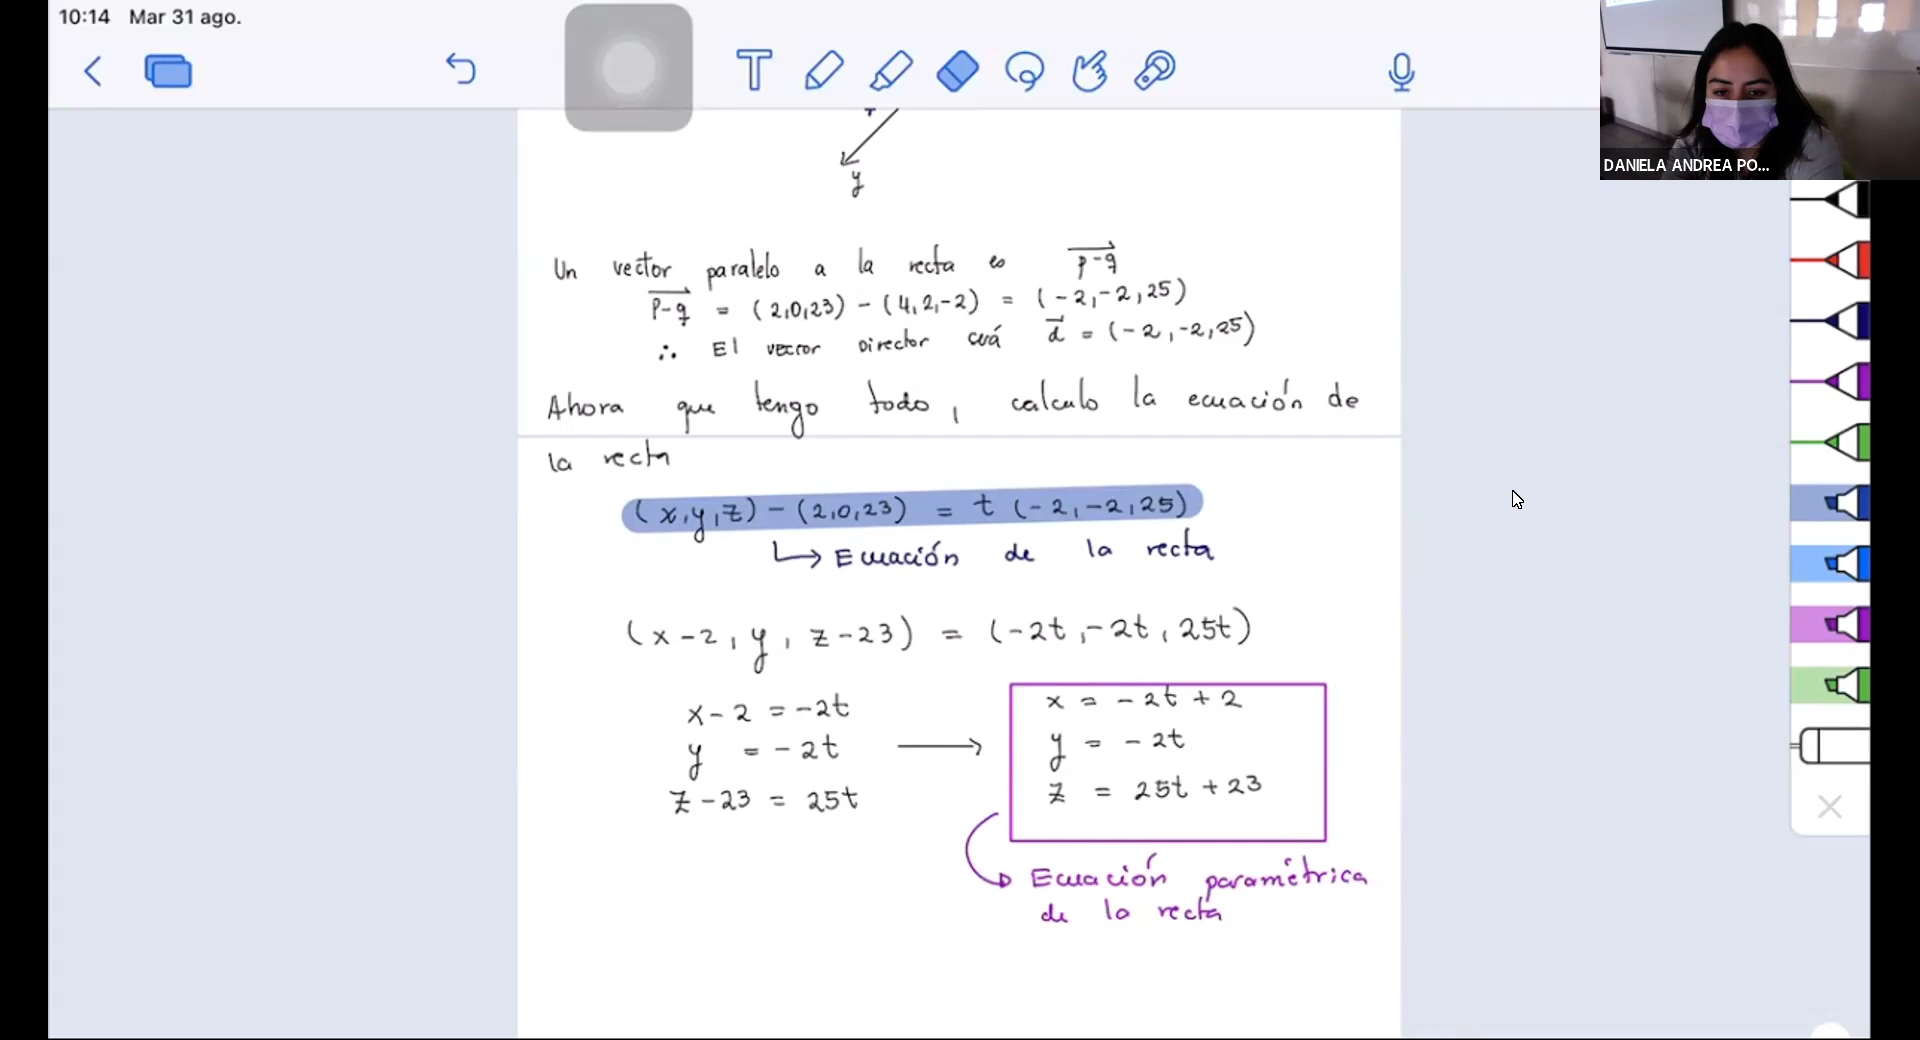 10:14 Mar 31 ago.
T
DANIELA ANDREA PO...
y
Un vector paralelo a la recta es p-q
p-q = (2,0,23) - (4,2,-2) = (-2,-2,25)
∴ El vector Director será d = (-2,-2,25)
Ahora que tengo todo, calculo la ecuación de
la recta
(x,y,z) - (2,0,23) = t (-2,-2,25)
↳ Ecuación de la recta
(x-2, y, z-23) = (-2t, -2t, 25t)
x-2 = -2t
y = -2t
z-23 = 25t
→
x = -2t + 2
y = -2t
z = 25t + 23
Ecuación paramétrica
de la recta